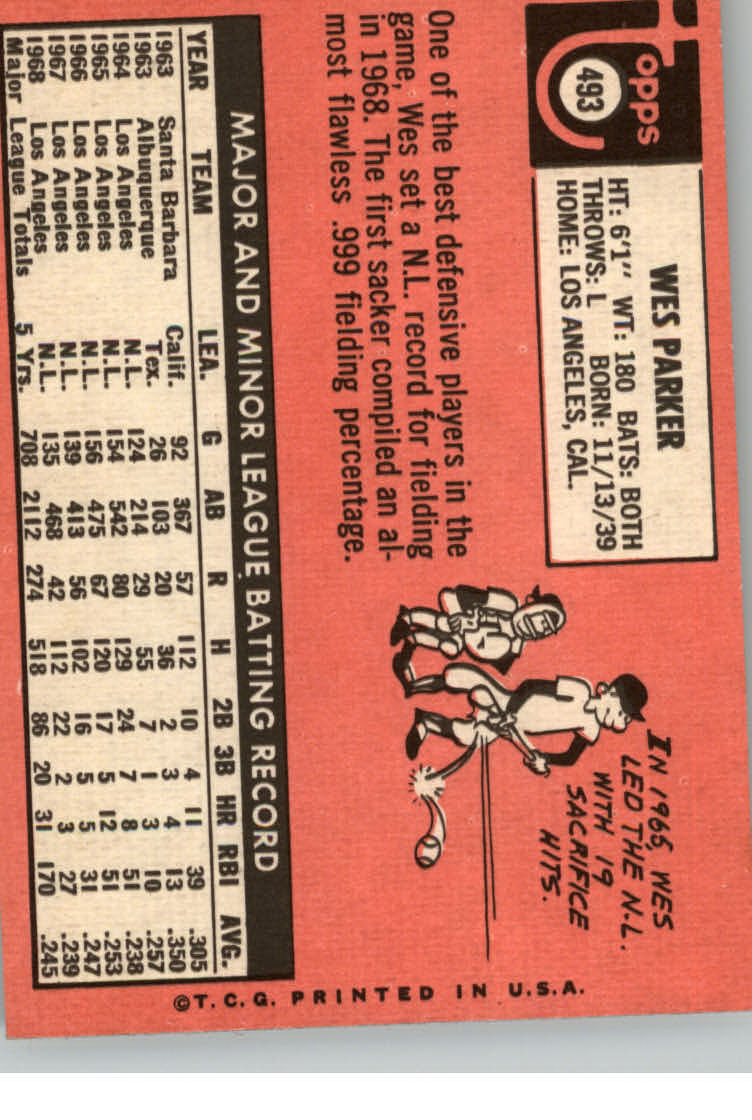 Topps
493
WES PARKER
HT: 6'1" WT: 180 BATS: BOTH
THROWS: L BORN: 11/13/39
HOME: LOS ANGELES, CAL.
One of the best defensive players in the
game, Wes set a N.L. record for fielding
in 1968. The first sacker compiled an al-
most flawless .999 fielding percentage.
IN 1965, WES
LED THE N.L.
WITH 19
SACRIFICE
HITS.
MAJOR AND MINOR LEAGUE BATTING RECORD
YEAR TEAM LEA. G AB R H 2B 3B HR RBI AVG.
1963 Santa Barbara Calif. 92 367 57 112 10 4 11 39 .305
1963 Albuquerque Tex. 26 103 20 36 2 3 4 13 .350
1964 Los Angeles N.L. 124 214 29 55 7 1 3 10 .257
1965 Los Angeles N.L. 154 542 80 129 24 7 8 51 .238
1966 Los Angeles N.L. 156 475 67 120 17 5 12 51 .253
1967 Los Angeles N.L. 139 413 56 102 16 5 5 31 .247
1968 Los Angeles N.L. 135 468 42 112 22 2 3 27 .239
Major League Totals 5 Yrs. 708 2112 274 518 86 20 31 170 .245
©T.C.G. PRINTED IN U.S.A.